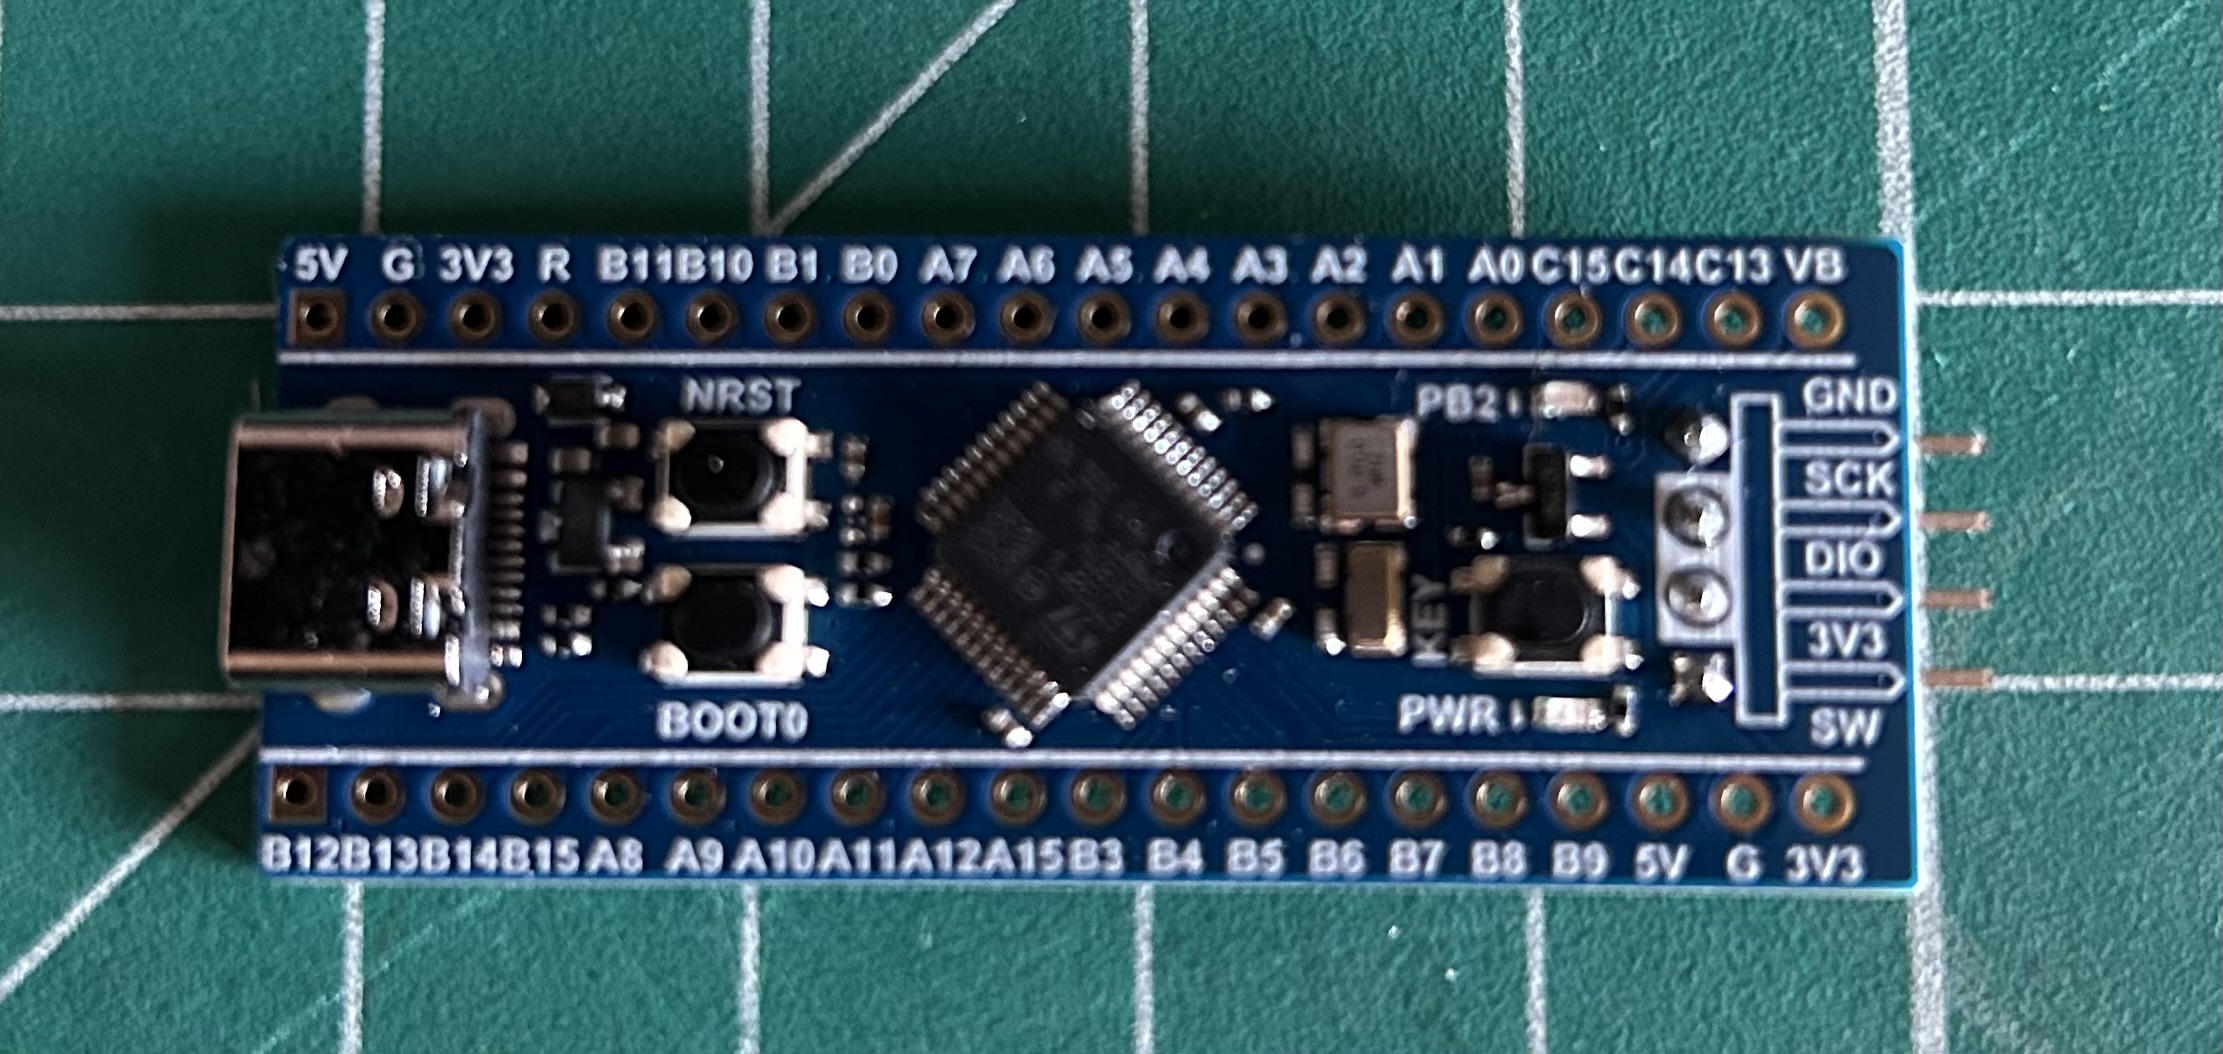 5V G 3V3 R B11 B10 B1 B0 A7 A6 A5 A4 A3 A2 A1 A0 C15 C14 C13 VB
NRST
PB2
GND
SCK
DIO
3V3
SW
KEY
BOOT0
PWR
B12 B13 B14 B15 A8 A9 A10 A11 A12 A15 B3 B4 B5 B6 B7 B8 B9 5V G 3V3